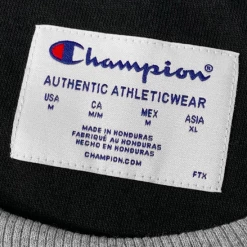 Champion®
AUTHENTIC ATHLETICWEAR
USA CA MEX ASIA
M M/M M XL
MADE IN HONDURAS
FABRIQUÉ AU HONDURAS
HECHO EN HONDURAS
CHAMPION.COM
FTX